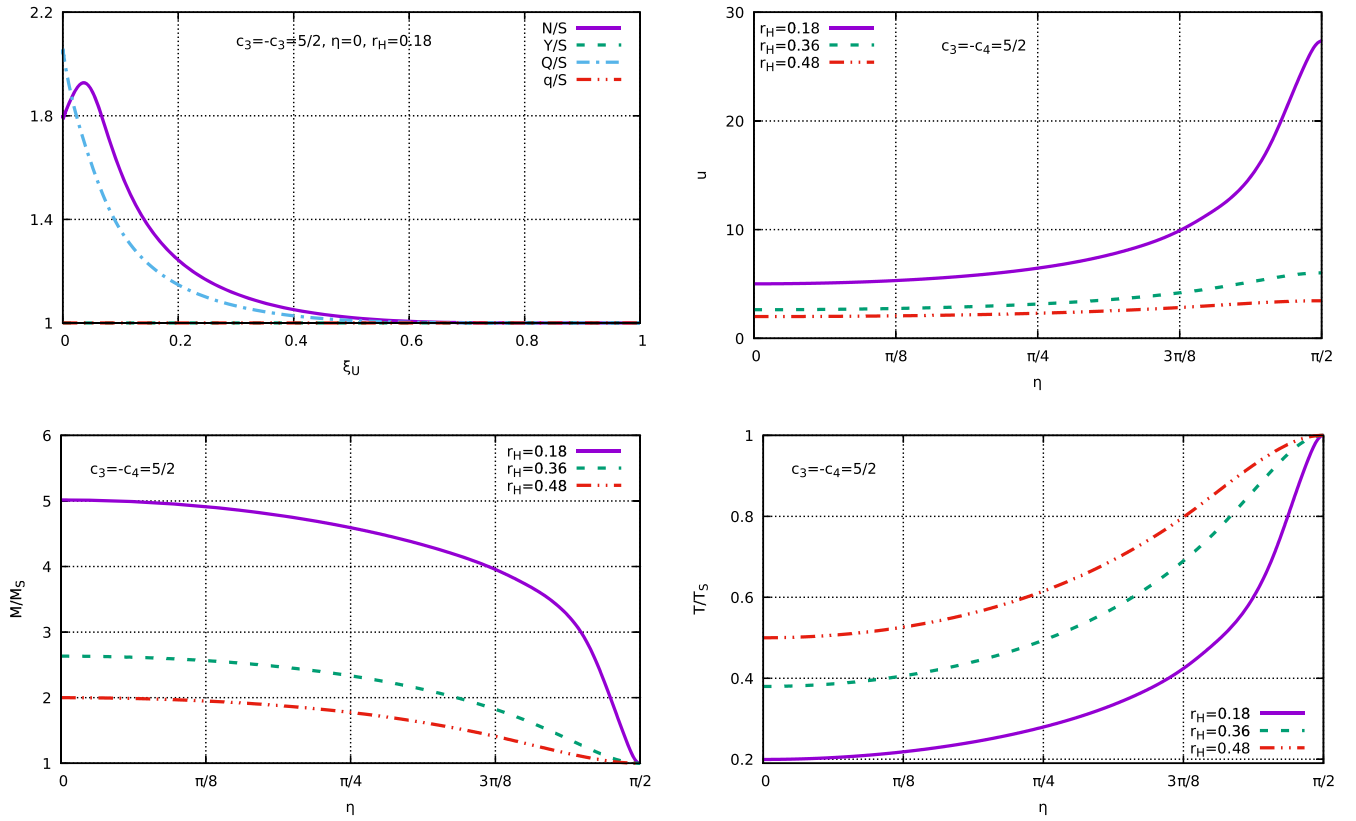 2.2
1.8
1.4
1
c3=-c3=5/2, η=0, rH=0.18
N/S
Y/S
Q/S
q/S
0 0.2 0.4 0.6 0.8 1
ξU
30
20
10
0
u
rH=0.18
rH=0.36
rH=0.48
c3=-c4=5/2
0 π/8 π/4 3π/8 π/2
η
6
5
4
3
2
1
M/MS
c3=-c4=5/2
rH=0.18
rH=0.36
rH=0.48
0 π/8 π/4 3π/8 π/2
η
1
0.8
0.6
0.4
0.2
T/TS
c3=-c4=5/2
rH=0.18
rH=0.36
rH=0.48
0 π/8 π/4 3π/8 π/2
η